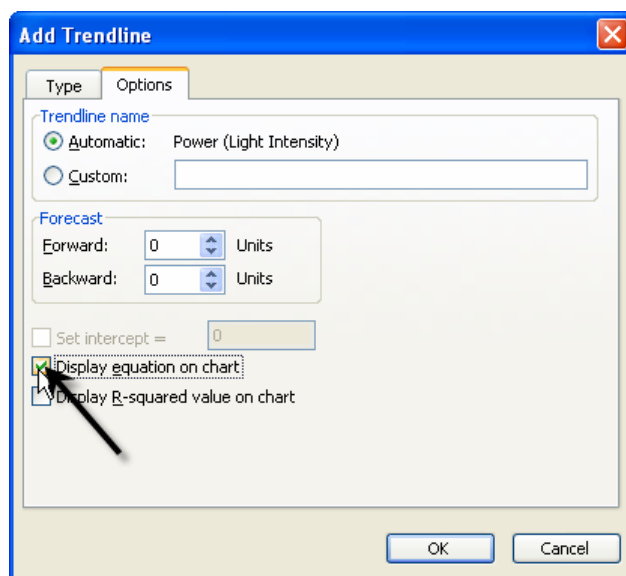 Add Trendline
Type Options
Trendline name
Automatic: Power (Light Intensity)
Custom:
Forecast
Forward: 0 Units
Backward: 0 Units
Set intercept = 0
Display equation on chart
Display R-squared value on chart
OK Cancel